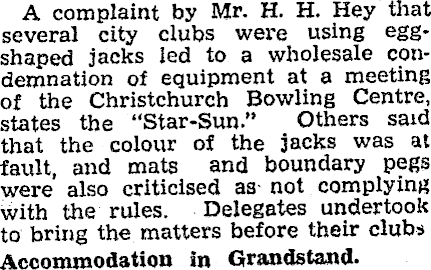 A complaint by Mr. H. H. Hey that
several city clubs were using egg-
shaped jacks led to a wholesale con-
demnation of equipment at a meeting
of the Christchurch Bowling Centre,
states the "Star-Sun." Others said
that the colour of the jacks was at
fault, and mats and boundary pegs
were also criticised as not complying
with the rules. Delegates undertook
to bring the matters before their clubs
Accommodation in Grandstand.